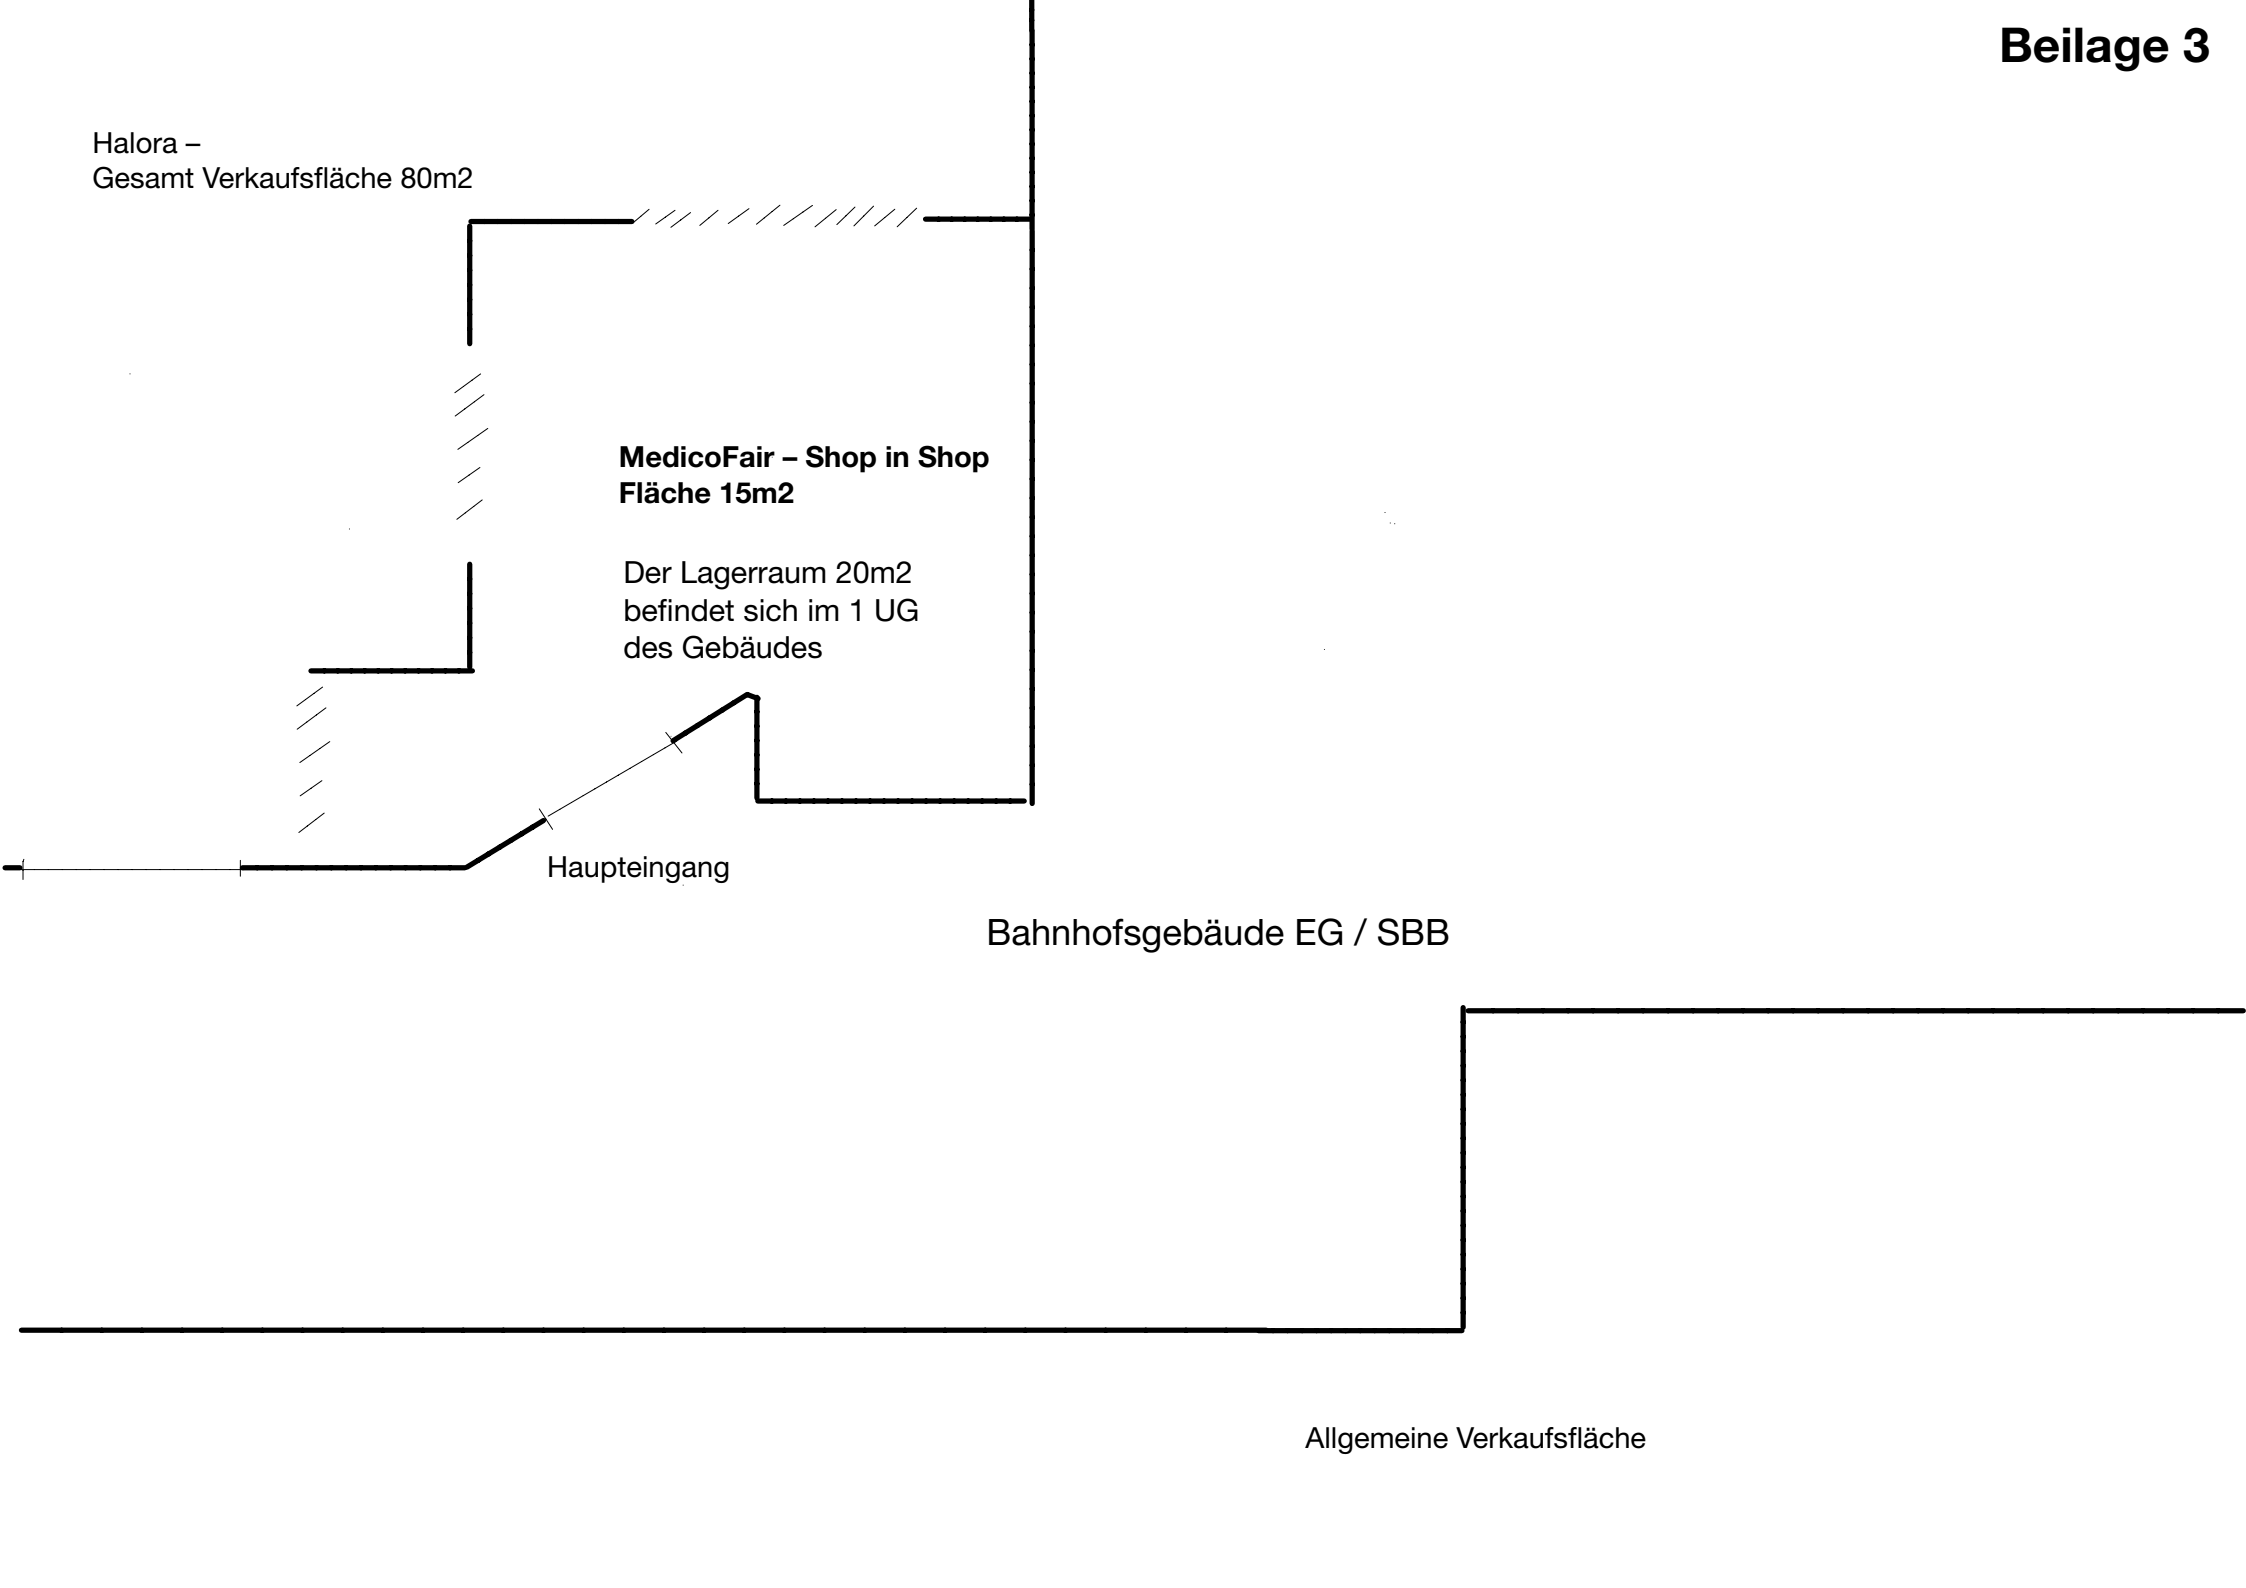 Beilage 3
Halora –
Gesamt Verkaufsfläche 80m2
MedicoFair – Shop in Shop
Fläche 15m2
Der Lagerraum 20m2
befindet sich im 1 UG
des Gebäudes
Haupteingang
Bahnhofsgebäude EG / SBB
Allgemeine Verkaufsfläche